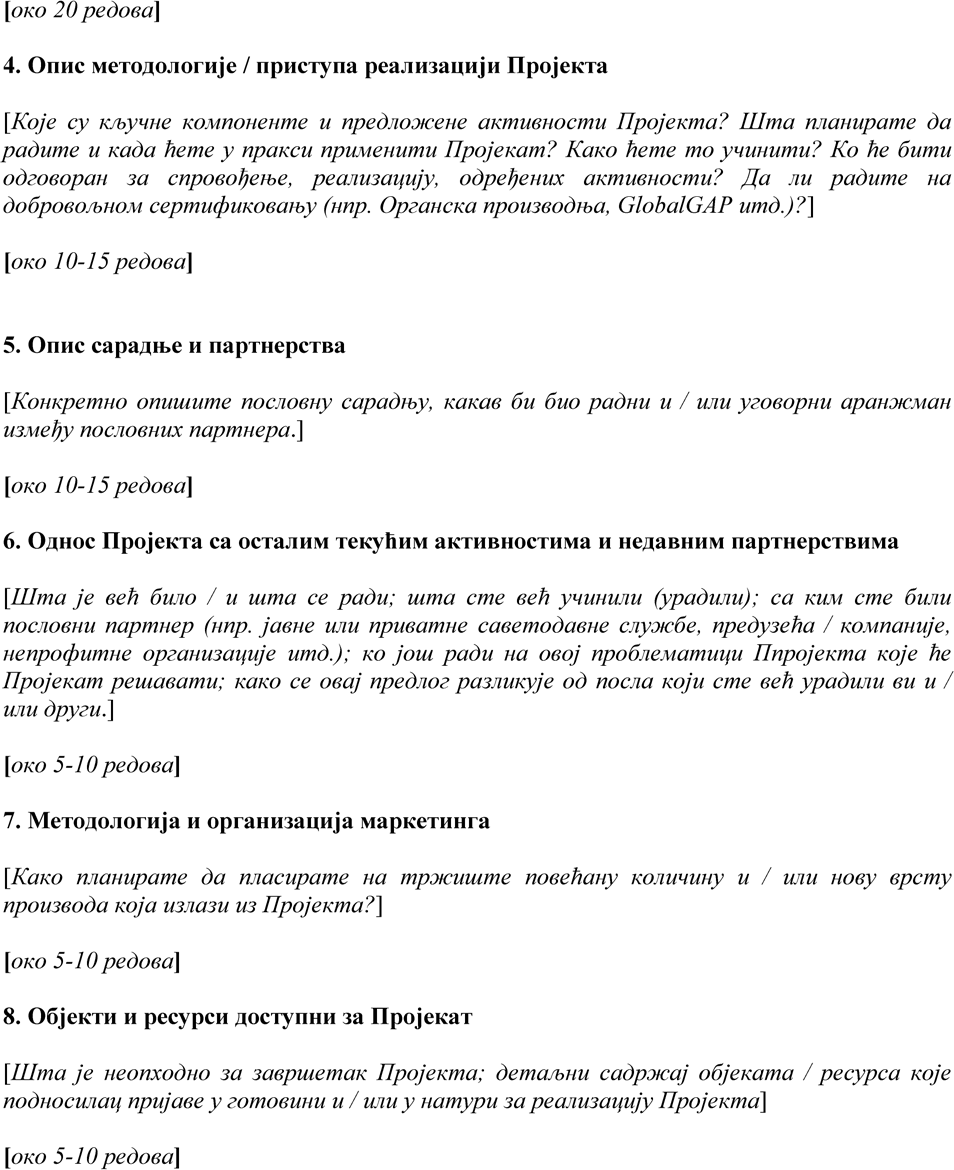 [око 20 редова]
4. Опис методологије / приступа реализацији Пројекта
[Које су кључне компоненте и предложене активности Пројекта? Шта планирате да
радите и када ћете у пракси применити Пројекат? Како ћете то учинити? Ко ће бити
одговоран за спровођење, реализацију, одређених активности? Да ли радите на
добровољном сертификовању (нпр. Органска производња, GlobalGAP итд.)?]
[око 10-15 редова]
5. Опис сарадње и партнерства
[Конкретно опишите пословну сарадњу, какав би био радни и / или уговорни аранжман
између пословних партнера.]
[око 10-15 редова]
6. Однос Пројекта са осталим текућим активностима и недавним партнерствима
[Шта је већ било / и шта се ради; шта сте већ учинили (урадили); са ким сте били
пословни партнер (нпр. јавне или приватне саветодавне службе, предузећа / компаније,
непрофитне организације итд.); ко још ради на овој проблематици Ппројекта које ће
Пројекат решавати; како се овај предлог разликује од посла који сте већ урадили ви и /
или други.]
[око 5-10 редова]
7. Методологија и организација маркетинга
[Како планирате да пласирате на тржиште повећану количину и / или нову врсту
производа која излази из Пројекта?]
[око 5-10 редова]
8. Објекти и ресурси доступни за Пројекат
[Шта је неопходно за завршетак Пројекта; детаљни садржај објеката / ресурса које
подносилац пријаве у готовини и / или у натури за реализацију Пројекта]
[око 5-10 редова]